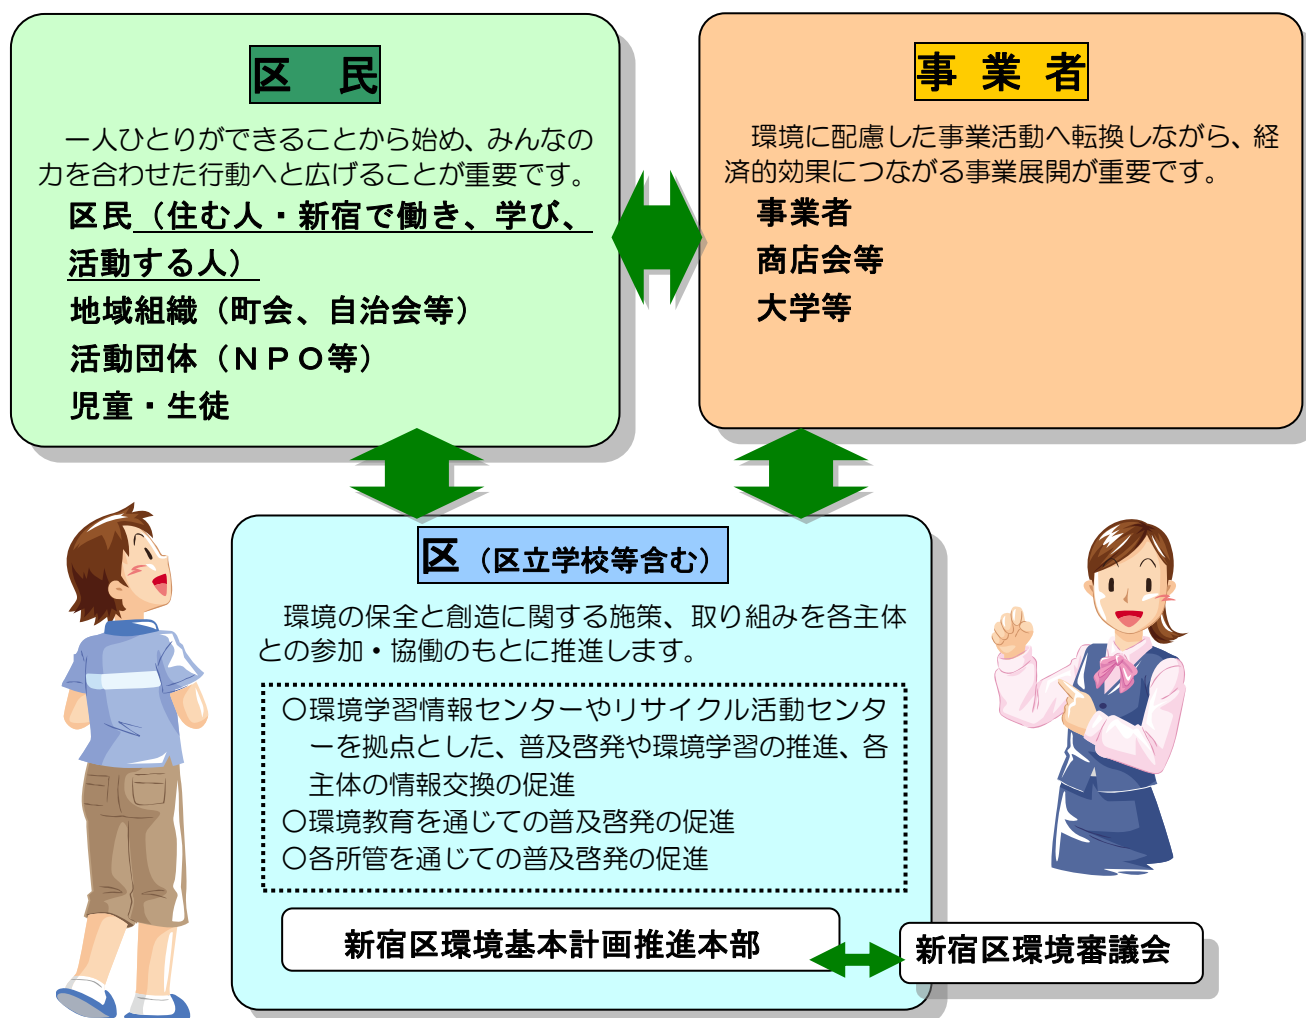 区　民
一人ひとりができることから始め、みんなの
力を合わせた行動へと広げることが重要です。
区民（住む人・新宿で働き、学び、
活動する人）
地域組織（町会、自治会等）
活動団体（ＮＰＯ等）
児童・生徒
事 業 者
環境に配慮した事業活動へ転換しながら、経
済的効果につながる事業展開が重要です。
事業者
商店会等
大学等
区（区立学校等含む）
環境の保全と創造に関する施策、取り組みを各主体
との参加・協働のもとに推進します。
○環境学習情報センターやリサイクル活動センタ
ーを拠点とした、普及啓発や環境学習の推進、各
主体の情報交換の促進
○環境教育を通じての普及啓発の促進
○各所管を通じての普及啓発の促進
新宿区環境基本計画推進本部
新宿区環境審議会